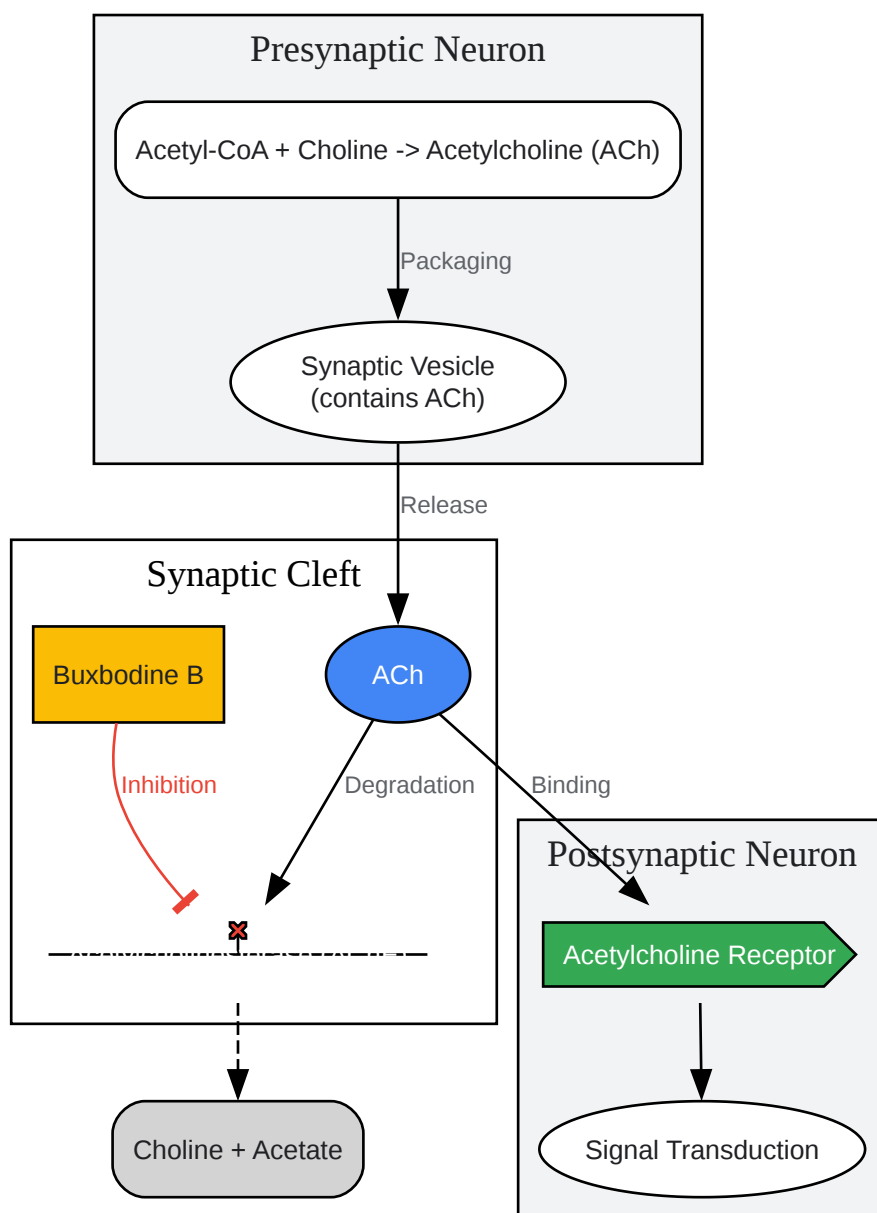 Presynaptic Neuron
Acetyl-CoA + Choline -> Acetylcholine (ACh)
Packaging
Synaptic Vesicle
(contains ACh)
Release
Synaptic Cleft
Buxbodine B
ACh
Inhibition
Degradation
Binding
Postsynaptic Neuron
Acetylcholine Receptor
Choline + Acetate
Signal Transduction